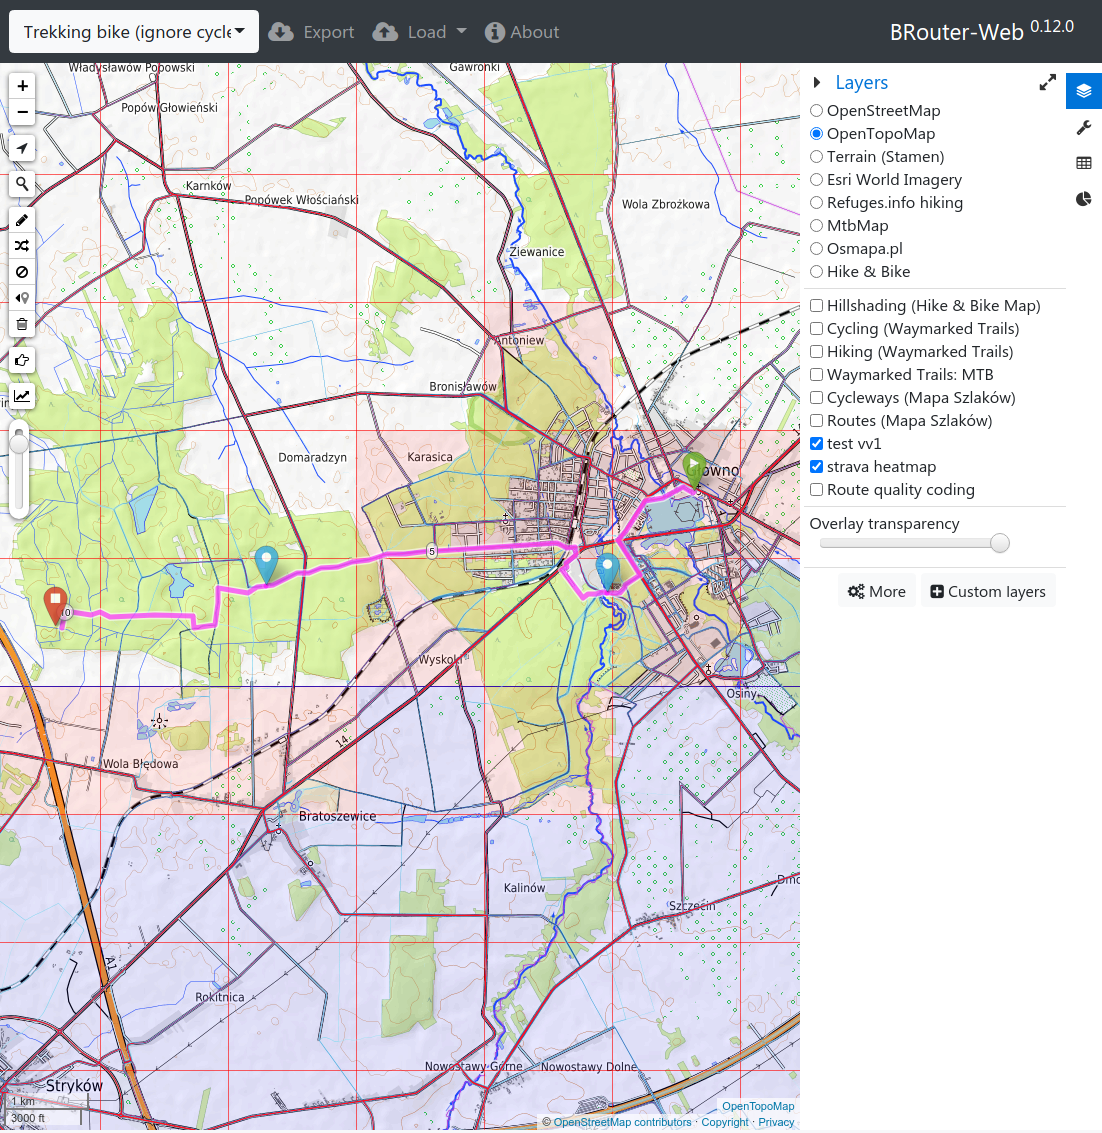 Trekking bike (ignore cycle
Export
Load
About
BRouter-Web 0.12.0
Layers
OpenStreetMap
OpenTopoMap
Terrain (Stamen)
Esri World Imagery
Refuges.info hiking
MtbMap
Osmapa.pl
Hike & Bike
Hillshading (Hike & Bike Map)
Cycling (Waymarked Trails)
Hiking (Waymarked Trails)
Waymarked Trails: MTB
Cycleways (Mapa Szlaków)
Routes (Mapa Szlaków)
test vv1
strava heatmap
Route quality coding
Overlay transparency
More
Custom layers
+
−
Władysławów Popowski
Gawronki
Popów Głowieński
Karnków
Popówek Włościański
Wola Zbrożkowa
Ziewanice
Antoniew
Bronisławów
Domaradzyn
Karasica
5
10
Osiny
14
Wola Błędowa
Bratoszewice
Kalinów
Szczecin
A1
Rokitnica
Nowostawy Górne
Nowostawy Dolne
Stryków
1 km
3000 ft
OpenTopoMap
© OpenStreetMap contributors · Copyright · Privacy